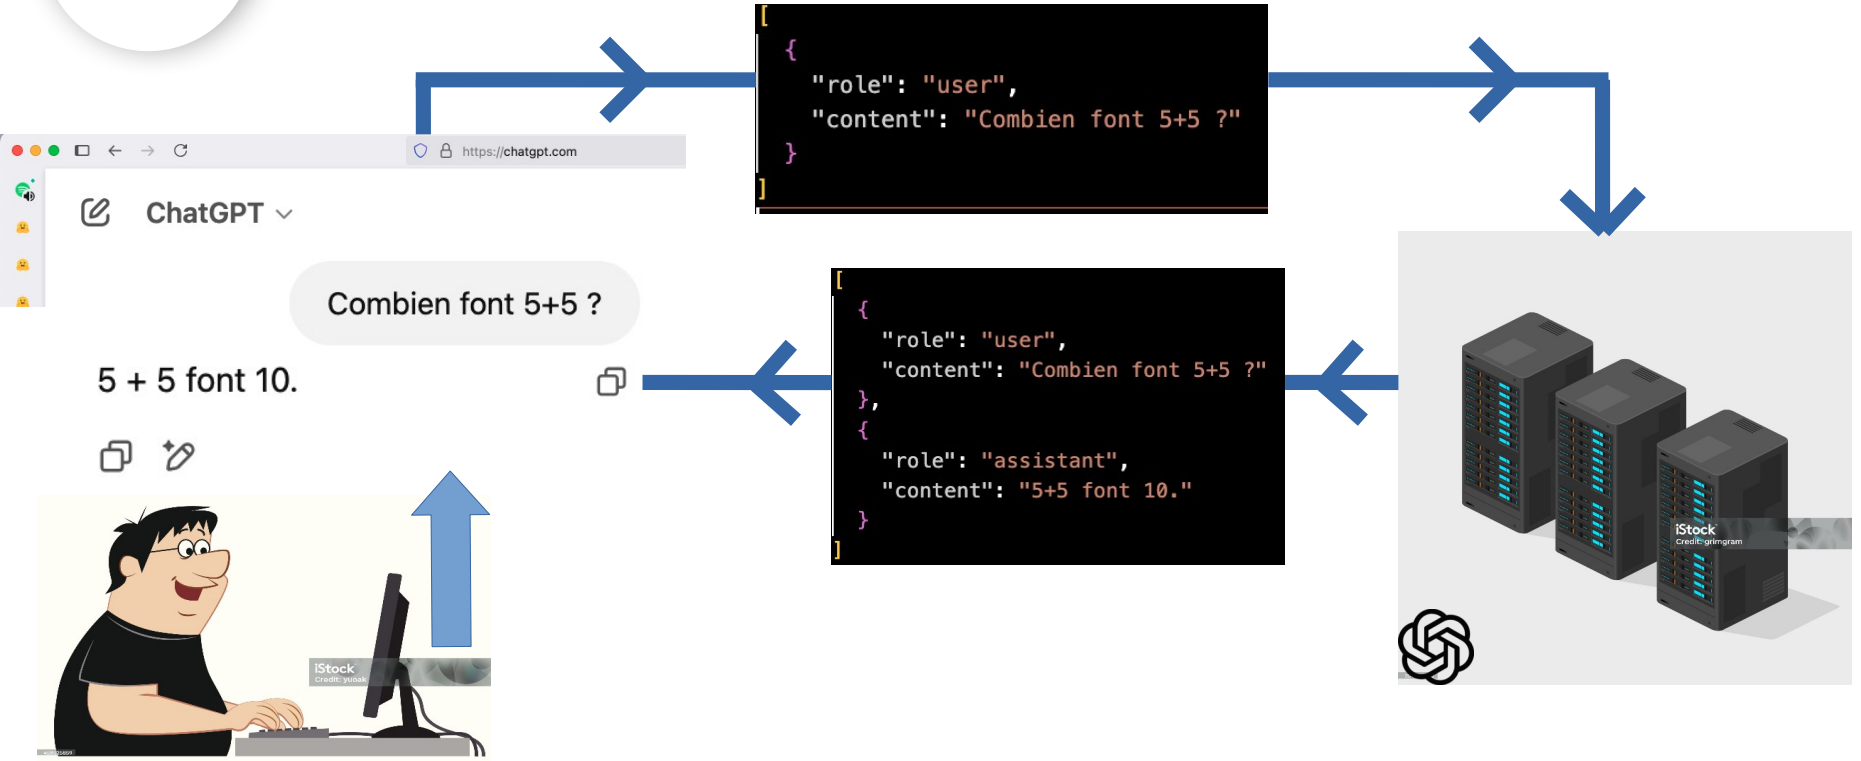 [
{
"role": "user",
"content": "Combien font 5+5 ?"
}
]
https://chatgpt.com
ChatGPT
Combien font 5+5 ?
5 + 5 font 10.
[
{
"role": "user",
"content": "Combien font 5+5 ?"
},
{
"role": "assistant",
"content": "5+5 font 10."
}
]
iStock
Credit: grimgram
iStock
Credit: yuoak